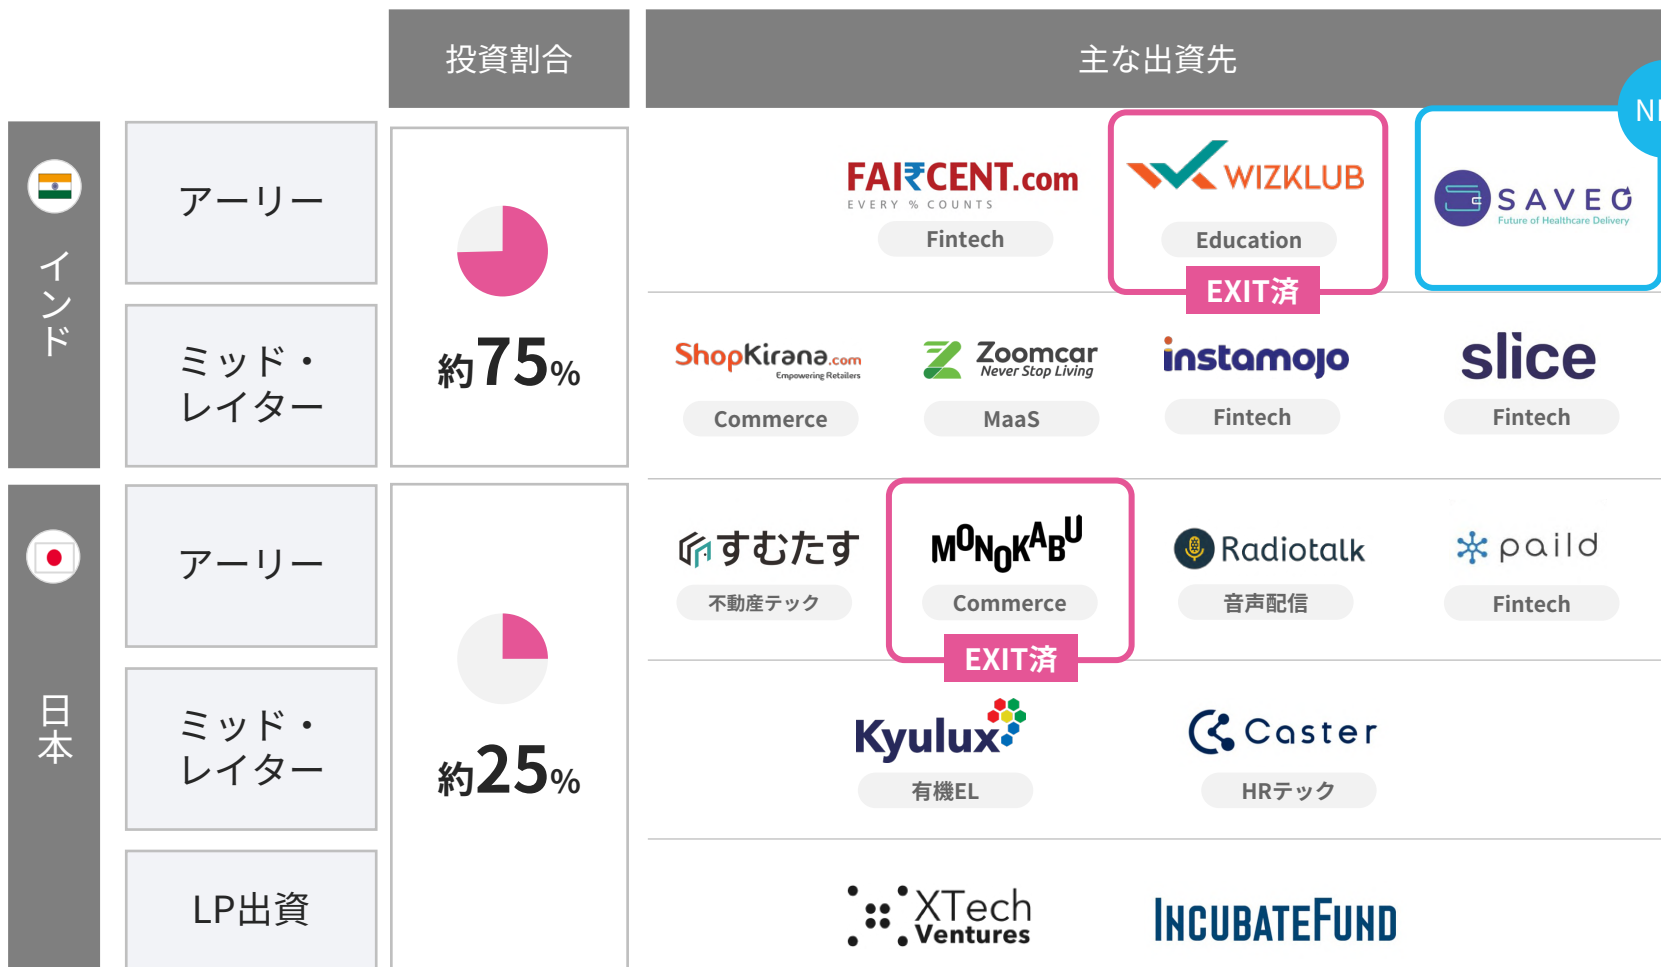 投資割合
主な出資先
インド
アーリー
ミッド・
レイター
約75%
FAIR₹CENT.com
EVERY % COUNTS
Fintech
WIZKLUB
Education
EXIT済
SAVEO
Future of Healthcare Delivery
ShopKirana.com
Empowering Retailers
Commerce
Zoomcar
Never Stop Living
MaaS
instamojo
Fintech
slice
Fintech
日本
アーリー
ミッド・
レイター
LP出資
約25%
すむたす
不動産テック
MONOKABU
Commerce
EXIT済
Radiotalk
音声配信
paild
Fintech
Kyulux
有機EL
Caster
HRテック
XTech
Ventures
INCUBATEFUND